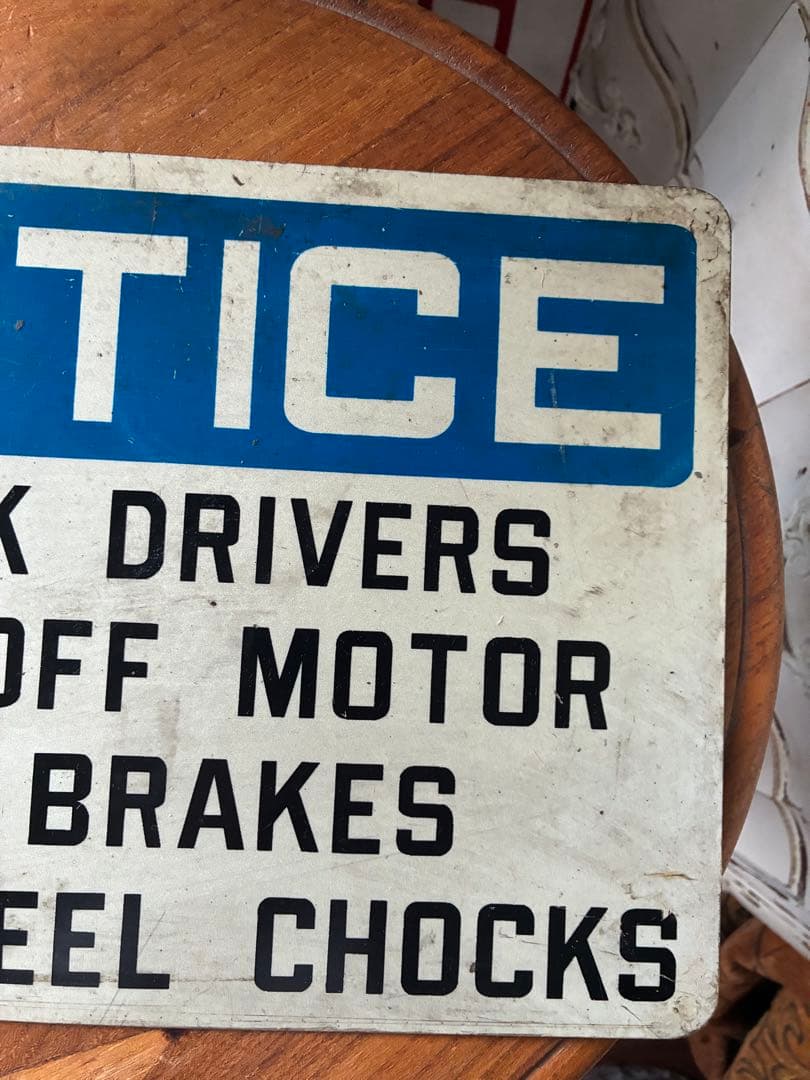 TICE
K DRIVERS
OFF MOTOR
BRAKES
EEL CHOCKS